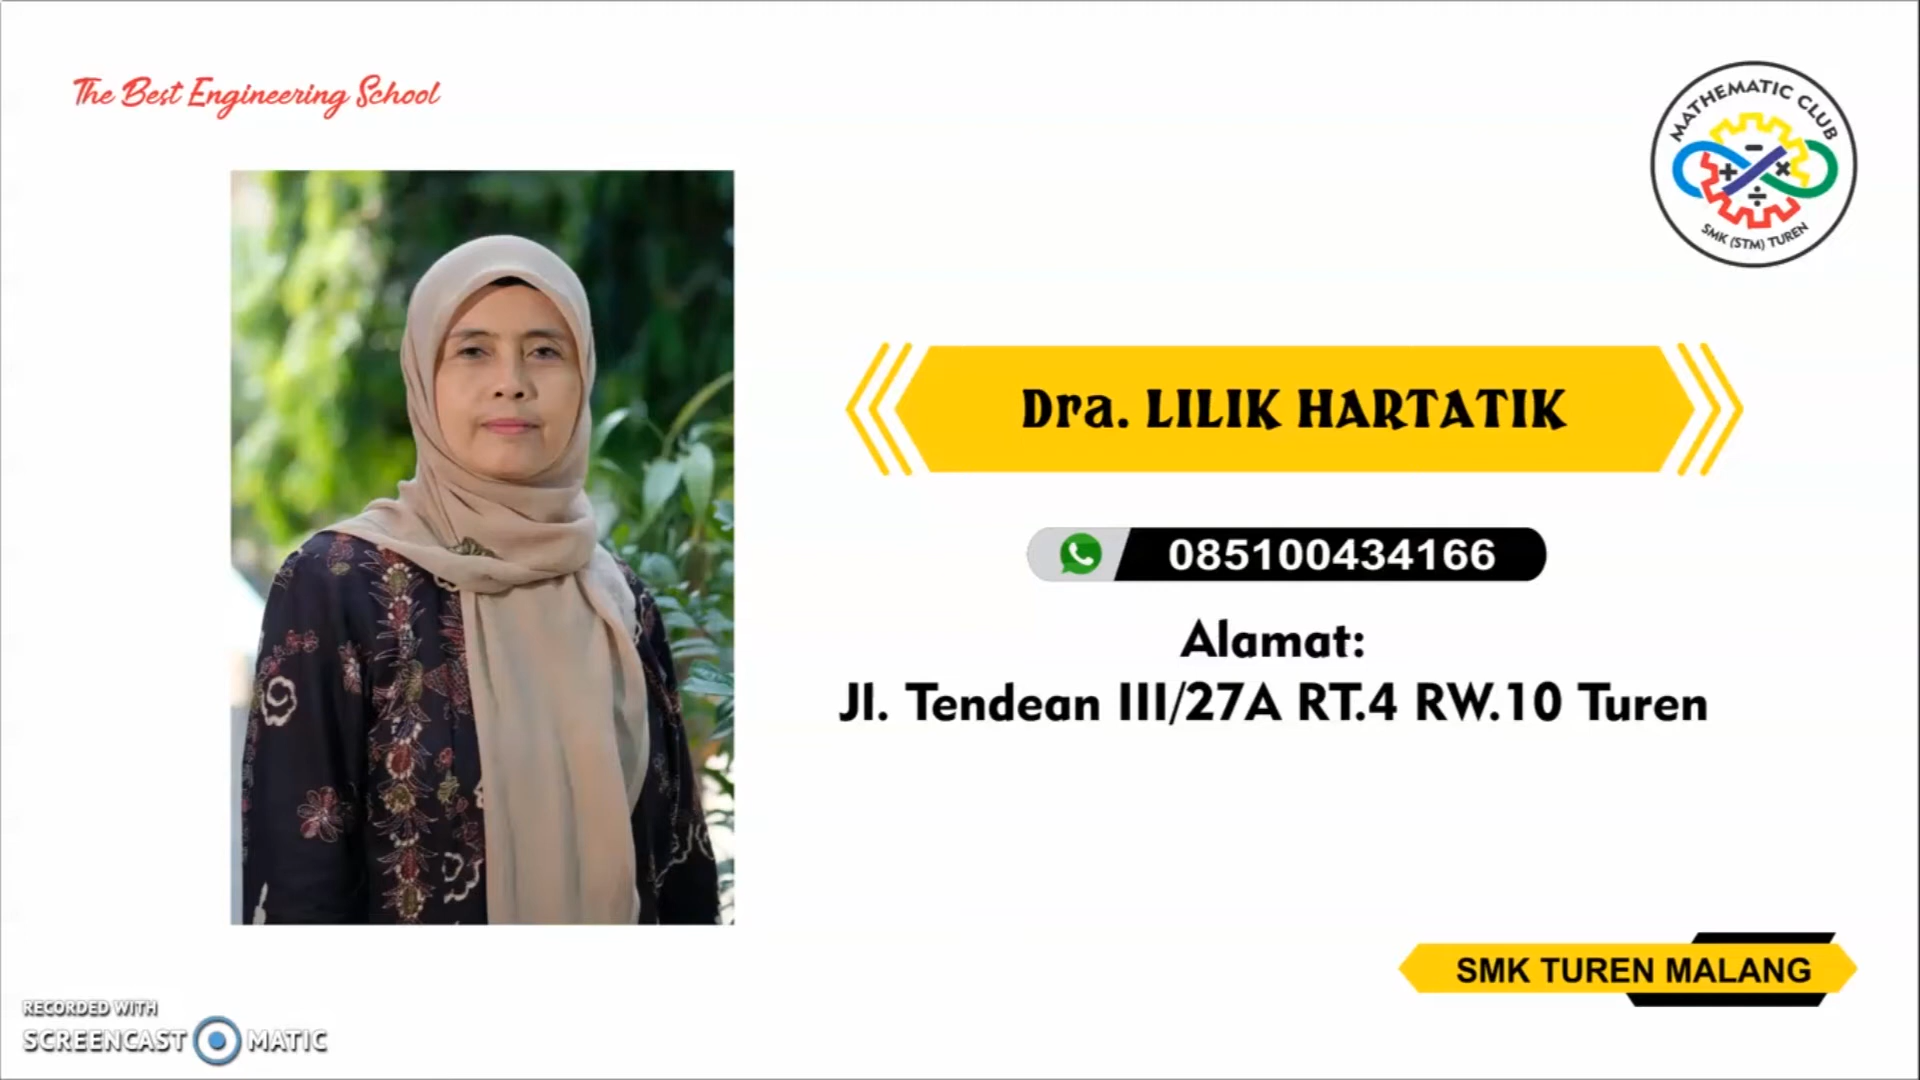 The Best Engineering School
MATHEMATIC CLUB
SMK (STM) TUREN
Dra. LILIK HARTATIK
085100434166
Alamat:
Jl. Tendean III/27A RT.4 RW.10 Turen
SMK TUREN MALANG
RECORDED WITH
SCREENCAST MATIC